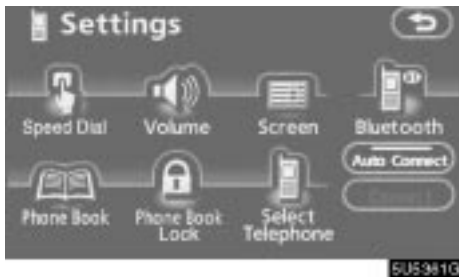 Settings
Speed Dial
Volume
Screen
Bluetooth
Auto Connect
Phone Book
Phone Book
Lock
Select
Telephone
5U5361G